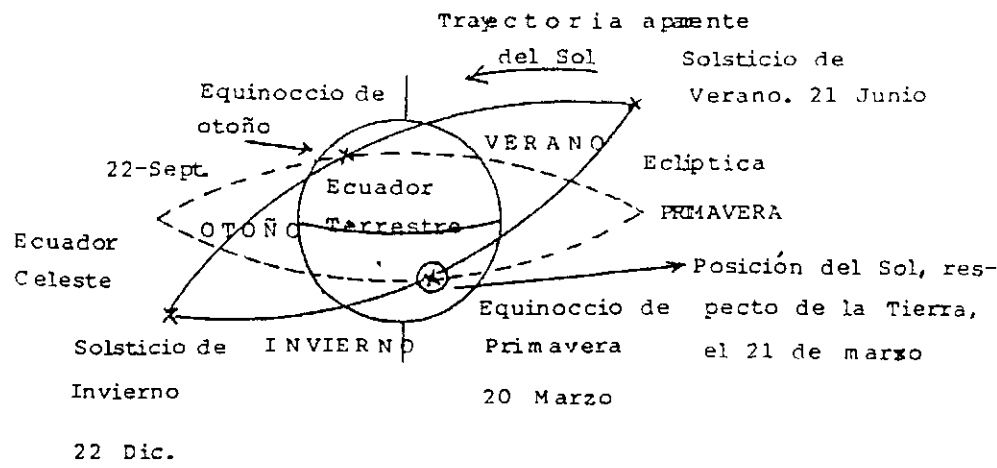 Trayectoria aparente
del Sol
Solsticio de
Verano. 21 Junio
Equinoccio de
otoño
22-Sept.
VERANO
Eclíptica
Ecuador
Terrestre
PRIMAVERA
OTOÑO
Ecuador
Celeste
Posición del Sol, res-
pecto de la Tierra,
el 21 de marzo
Equinoccio de
Primavera
20 Marzo
Solsticio de
Invierno
22 Dic.
INVIERNO